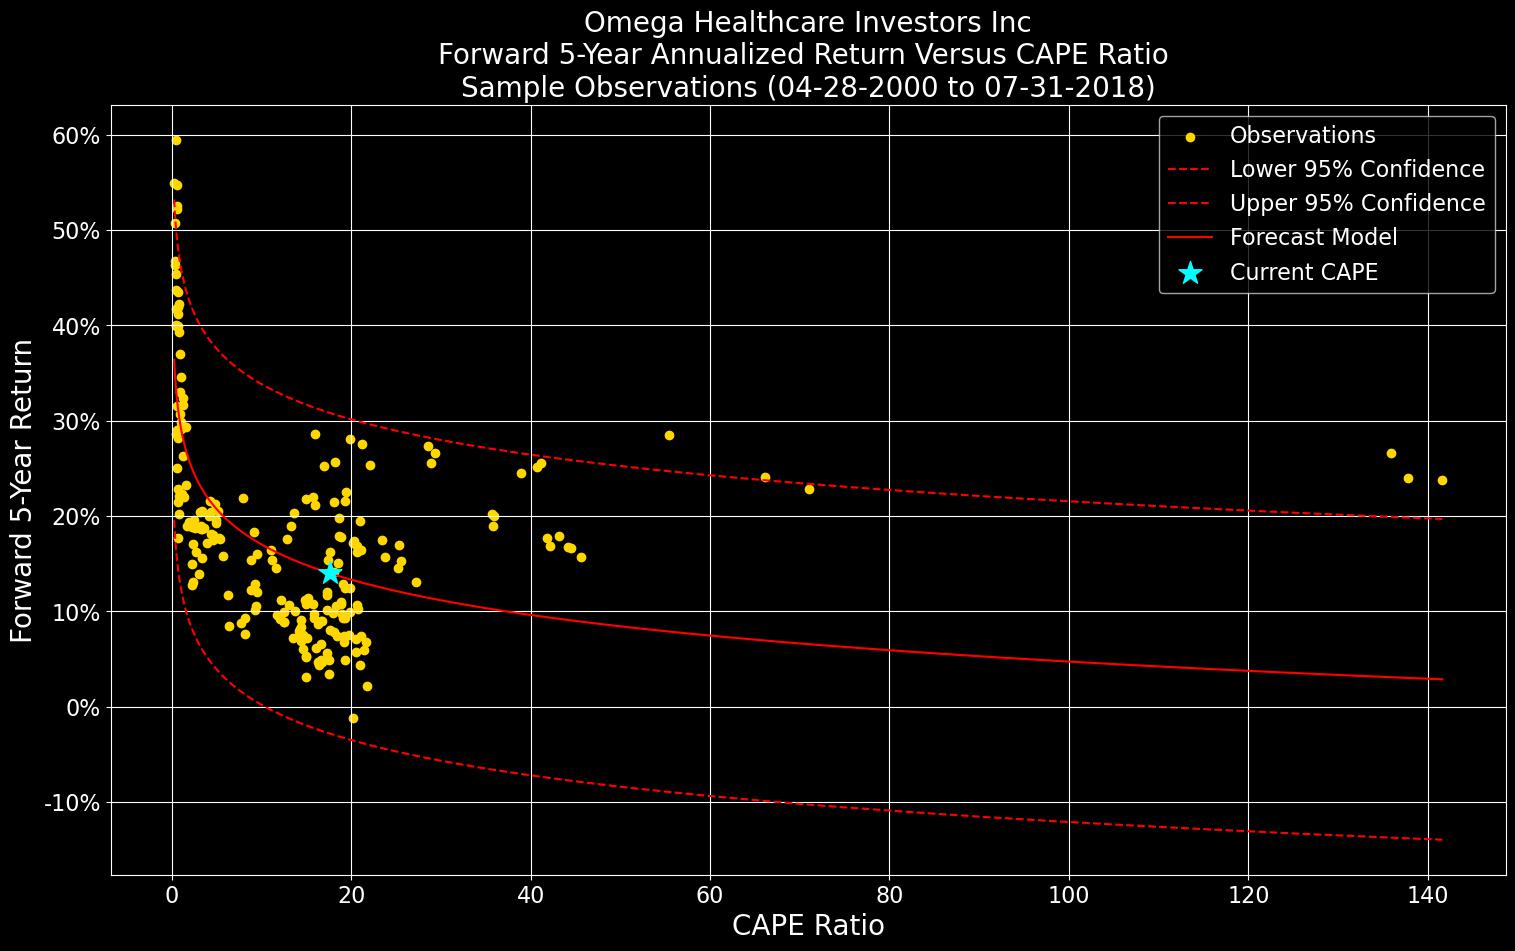 Omega Healthcare Investors Inc
Forward 5-Year Annualized Return Versus CAPE Ratio
Sample Observations (04-28-2000 to 07-31-2018)
Observations
Lower 95% Confidence
Upper 95% Confidence
Forecast Model
Current CAPE
Forward 5-Year Return
60%
50%
40%
30%
20%
10%
0%
-10%
0 20 40 60 80 100 120 140
CAPE Ratio